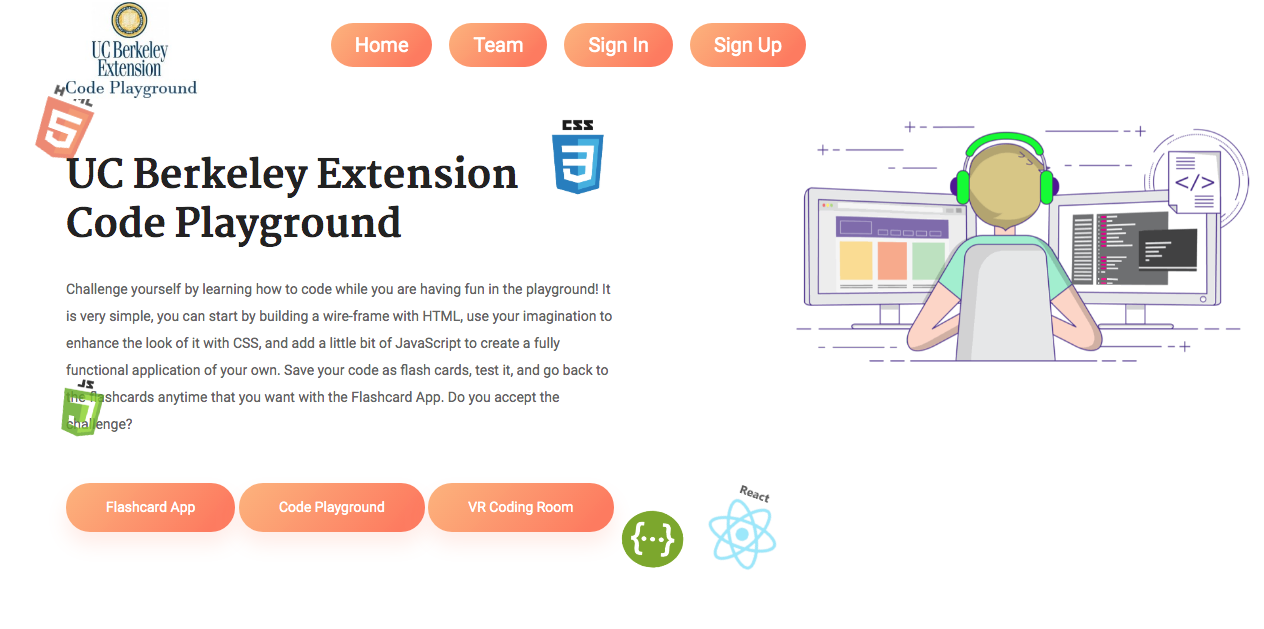 UC Berkeley
Extension
Code Playground
Home
Team
Sign In
Sign Up
HTML
CSS
UC Berkeley Extension
Code Playground
</>
Challenge yourself by learning how to code while you are having fun in the playground! It
is very simple, you can start by building a wire-frame with HTML, use your imagination to
enhance the look of it with CSS, and add a little bit of JavaScript to create a fully
functional application of your own. Save your code as flash cards, test it, and go back to
the flashcards anytime that you want with the Flashcard App. Do you accept the
challenge?
JS
Flashcard App
Code Playground
VR Coding Room
{...}
React